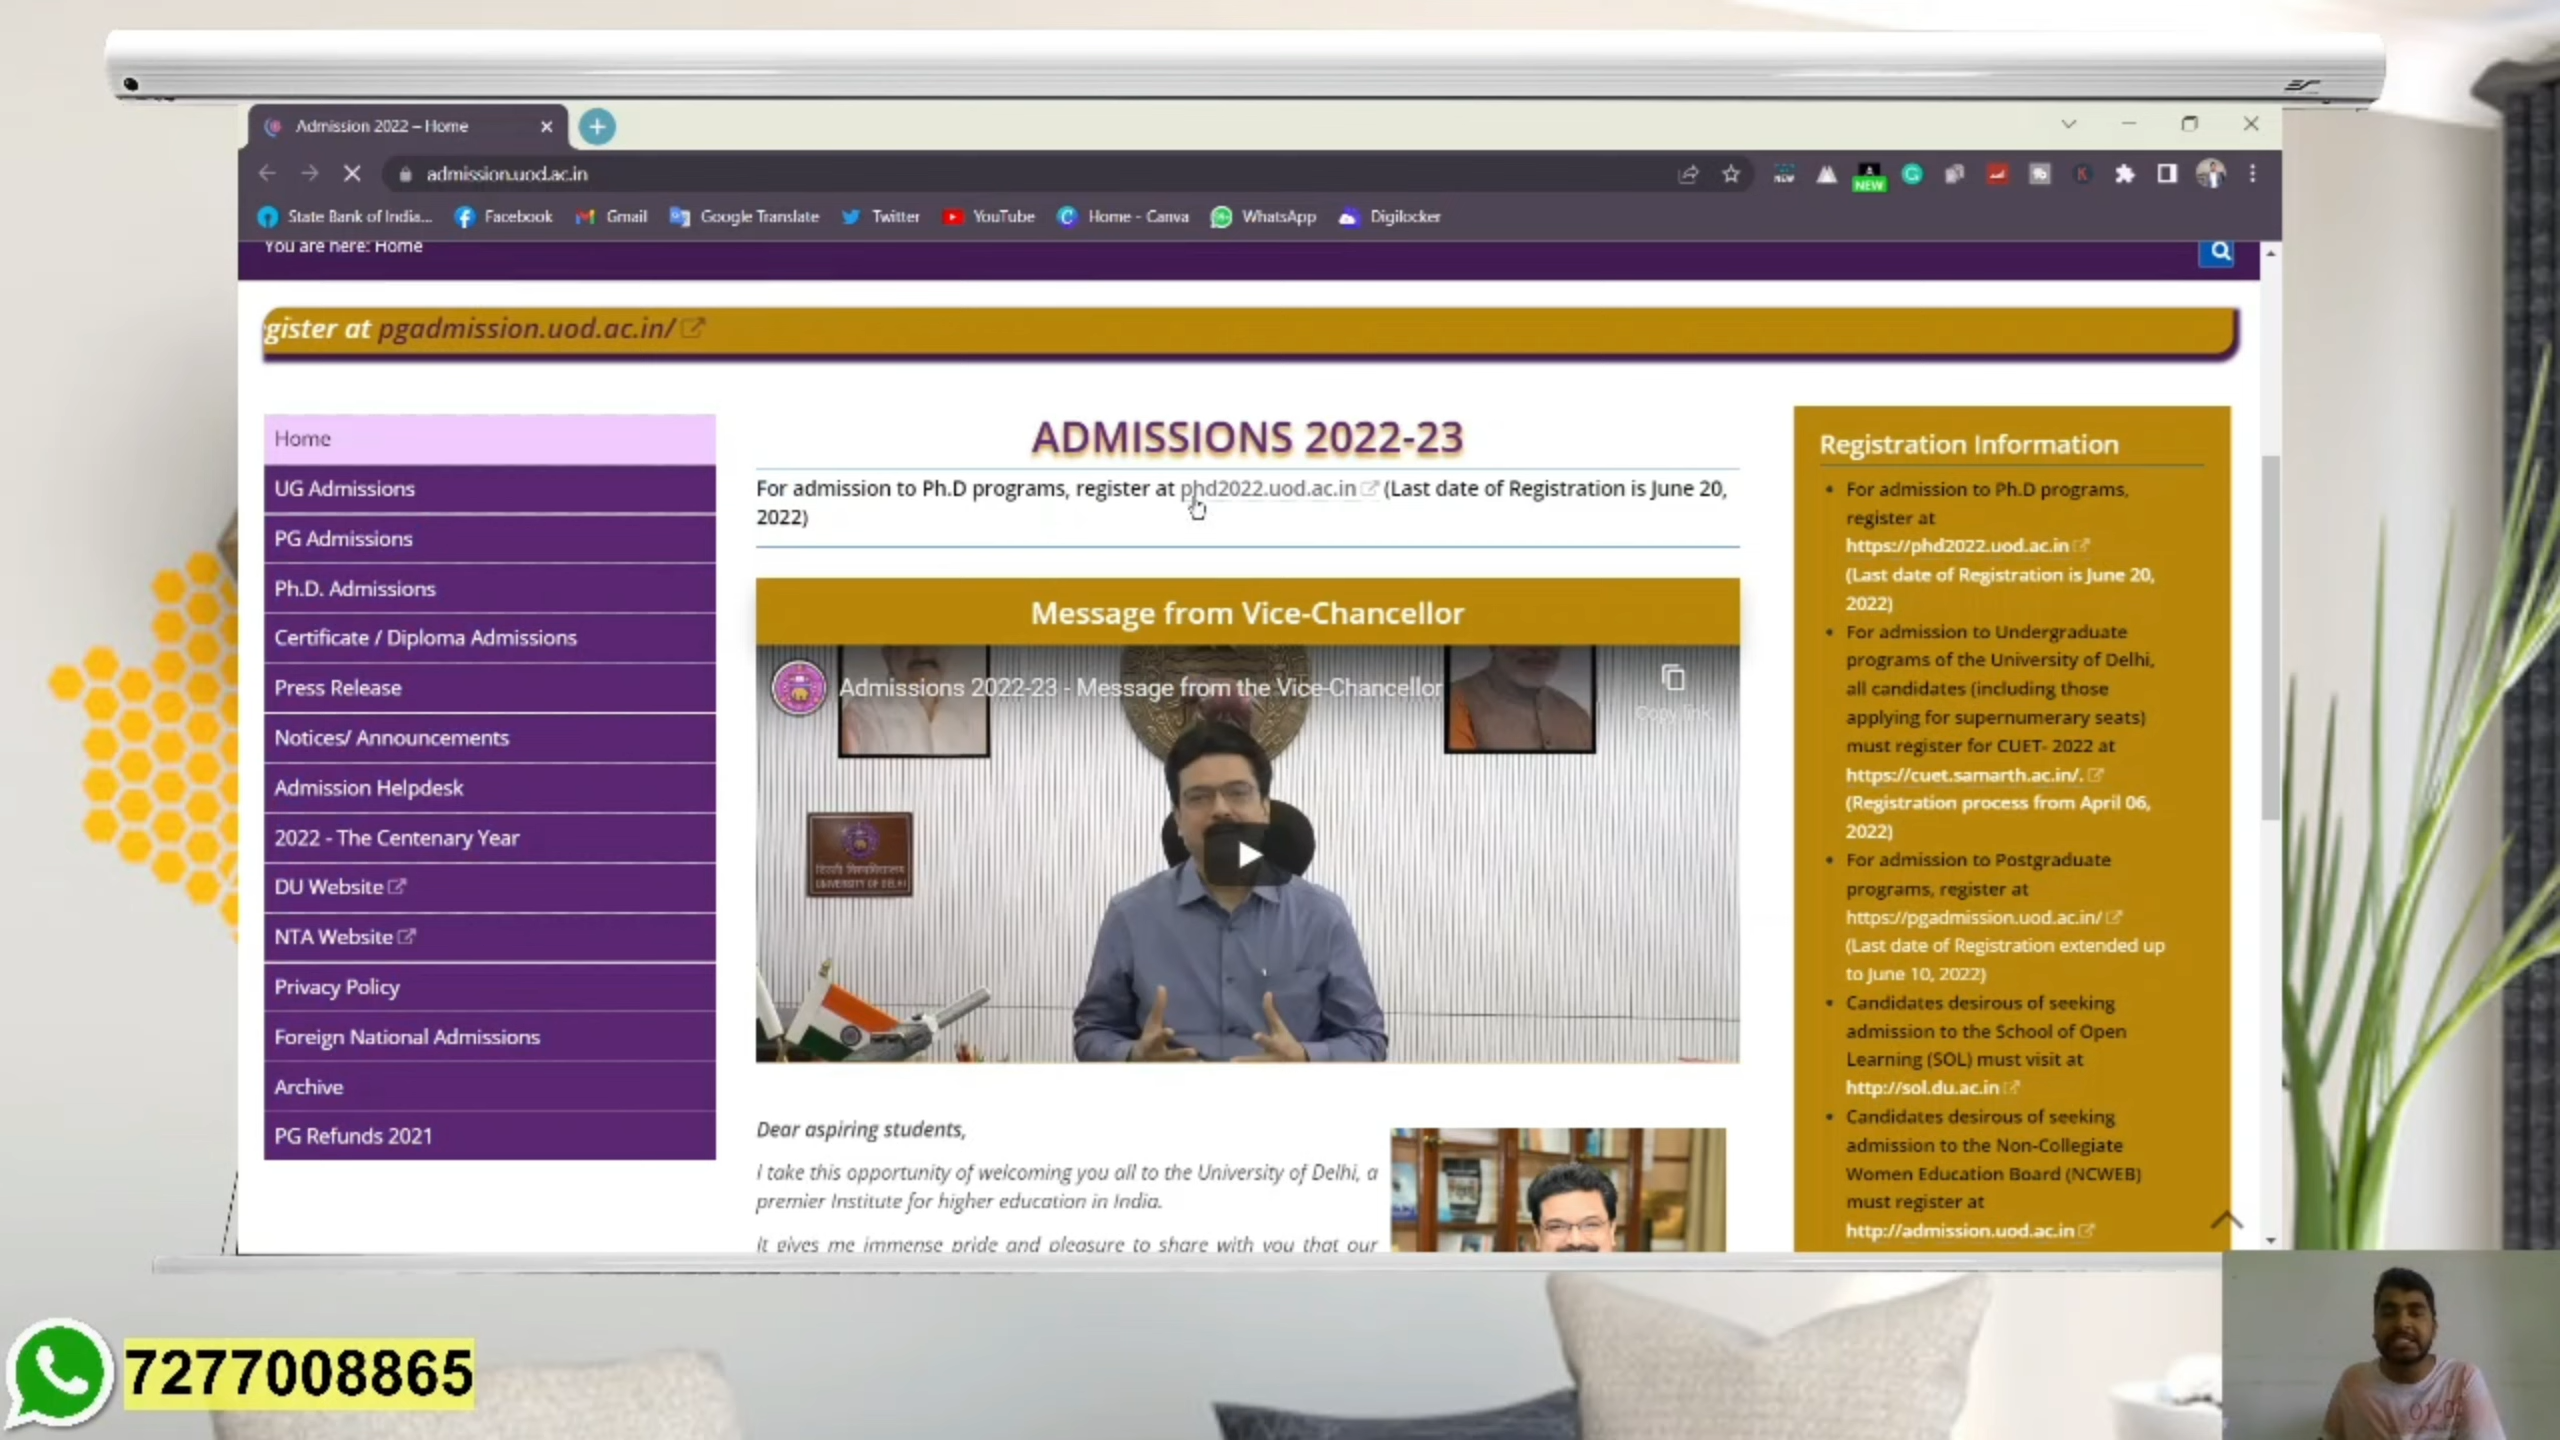 Admission 2022 – Home
admission.uod.ac.in
NEW
NEW
State Bank of India...
Facebook
Gmail
Google Translate
Twitter
YouTube
Home - Canva
WhatsApp
Digilocker
You are here: Home
gister at pgadmission.uod.ac.in/
Home
UG Admissions
PG Admissions
Ph.D. Admissions
Certificate / Diploma Admissions
Press Release
Notices/ Announcements
Admission Helpdesk
2022 - The Centenary Year
DU Website
NTA Website
Privacy Policy
Foreign National Admissions
Archive
PG Refunds 2021
ADMISSIONS 2022-23
For admission to Ph.D programs, register at phd2022.uod.ac.in (Last date of Registration is June 20,
2022)
Message from Vice-Chancellor
Admissions 2022-23 - Message from the Vice-Chancellor
Copy link
दिल्ली विश्वविद्यालय
UNIVERSITY OF DELHI
Dear aspiring students,
I take this opportunity of welcoming you all to the University of Delhi, a
premier Institute for higher education in India.
It gives me immense pride and pleasure to share with you that our
Registration Information
• For admission to Ph.D programs,
register at
https://phd2022.uod.ac.in
(Last date of Registration is June 20,
2022)
• For admission to Undergraduate
programs of the University of Delhi,
all candidates (including those
applying for supernumerary seats)
must register for CUET- 2022 at
https://cuet.samarth.ac.in/.
(Registration process from April 06,
2022)
• For admission to Postgraduate
programs, register at
https://pgadmission.uod.ac.in/
(Last date of Registration extended up
to June 10, 2022)
• Candidates desirous of seeking
admission to the School of Open
Learning (SOL) must visit at
http://sol.du.ac.in
• Candidates desirous of seeking
admission to the Non-Collegiate
Women Education Board (NCWEB)
must register at
http://admission.uod.ac.in
7277008865